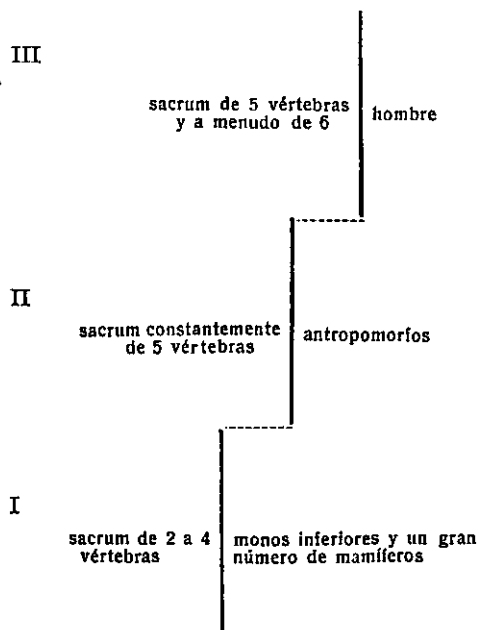 III
sacrum de 5 vértebras
y a menudo de 6
hombre
II
sacrum constantemente
de 5 vértebras
antropomorfos
I
sacrum de 2 a 4
vértebras
monos inferiores y un gran
número de mamíferos